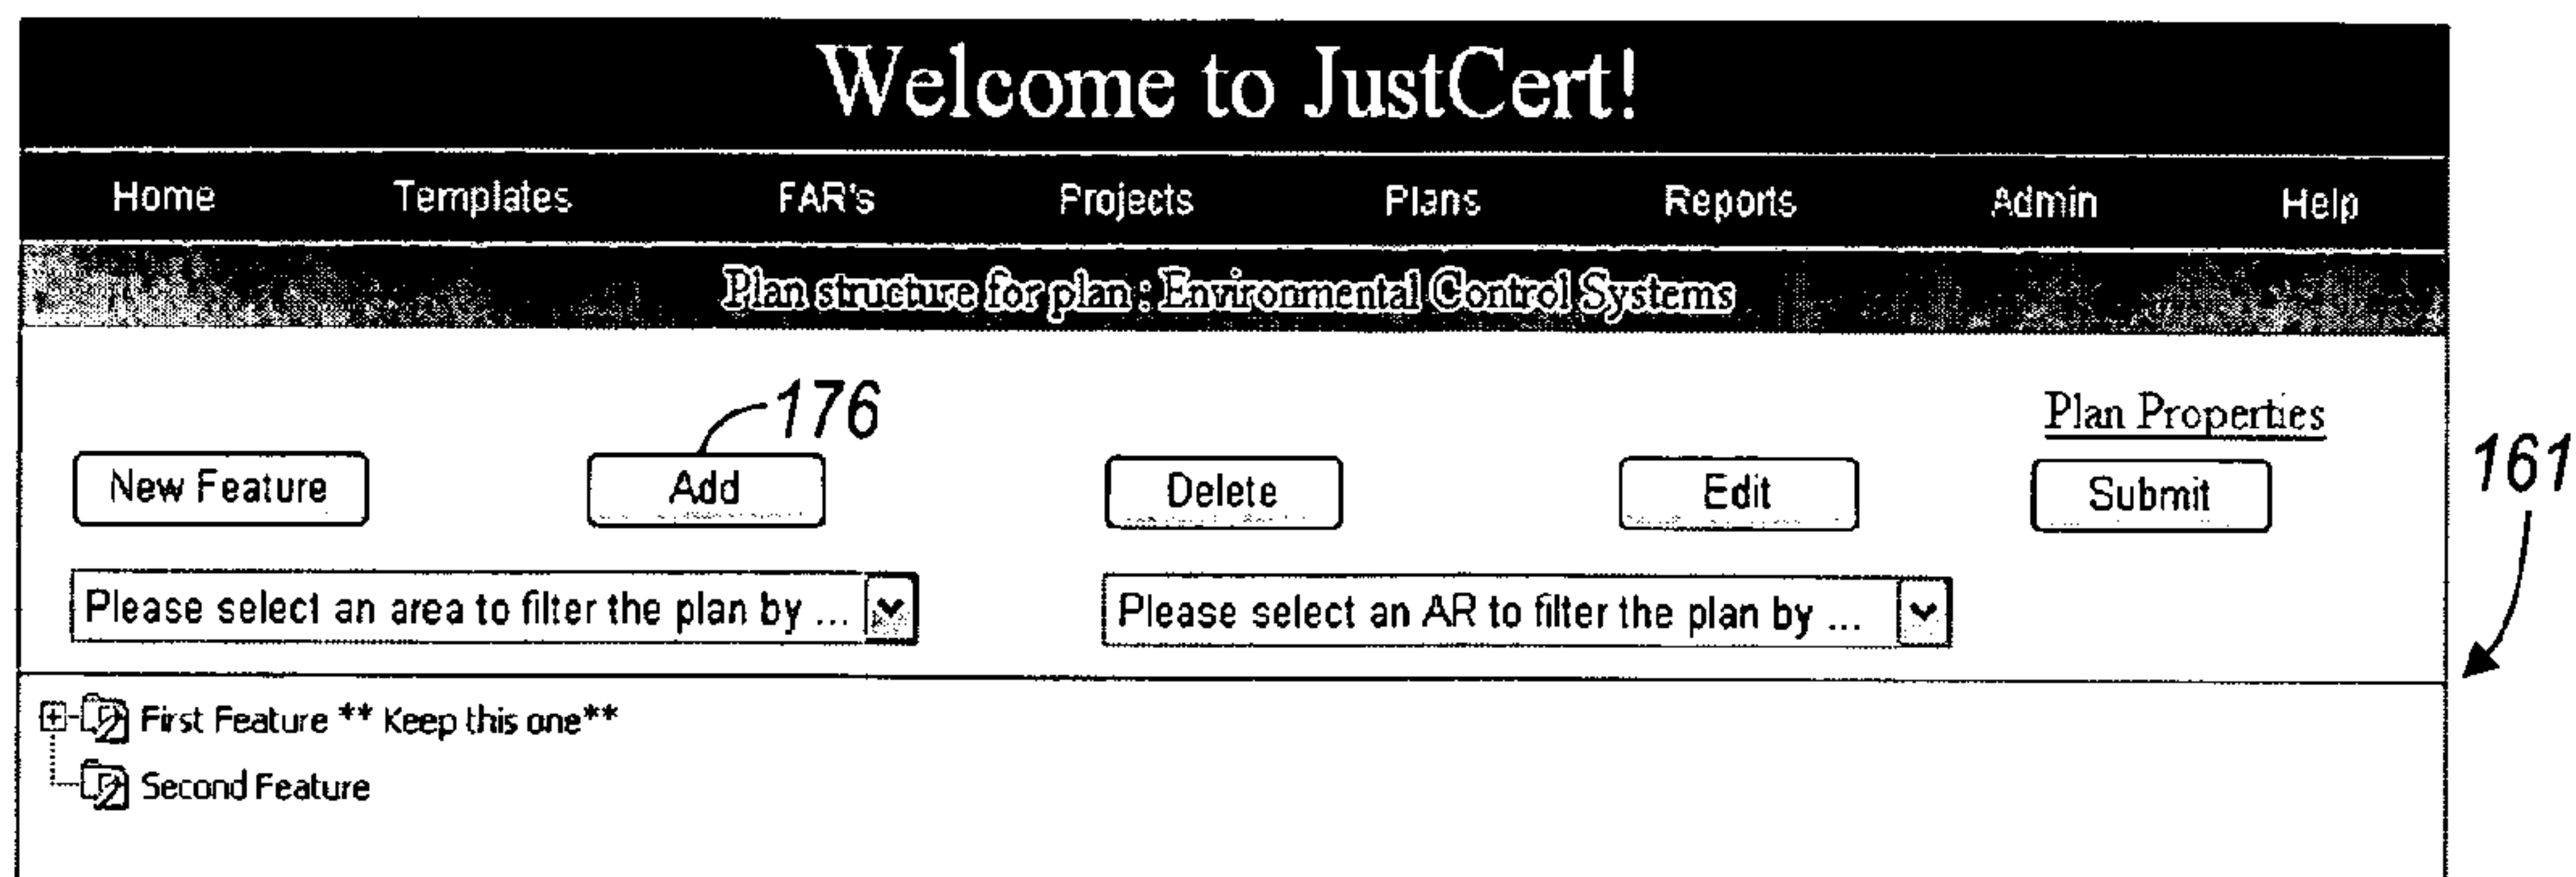 Welcome to JustCert!
Home Templates FAR's Projects Plans Reports Admin Help
Plan structure for plan : Environmental Control Systems
176
Plan Properties
161
New Feature Add Delete Edit Submit
Please select an area to filter the plan by ... Please select an AR to filter the plan by ...
First Feature ** Keep this one**
Second Feature